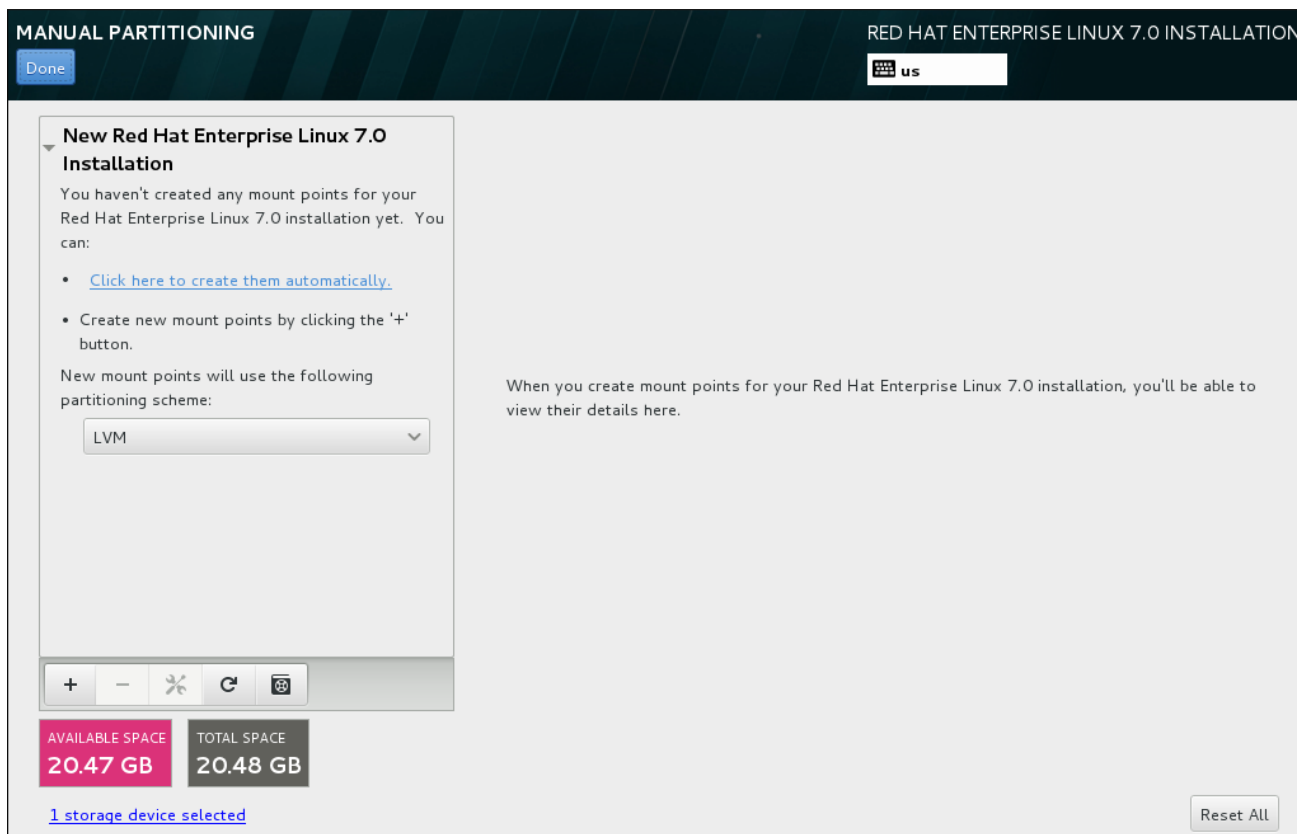 MANUAL PARTITIONING
Done
RED HAT ENTERPRISE LINUX 7.0 INSTALLATION
us
New Red Hat Enterprise Linux 7.0
Installation
You haven't created any mount points for your
Red Hat Enterprise Linux 7.0 installation yet. You
can:
• Click here to create them automatically.
• Create new mount points by clicking the '+'
button.
New mount points will use the following
partitioning scheme:
LVM
When you create mount points for your Red Hat Enterprise Linux 7.0 installation, you'll be able to
view their details here.
+ −
AVAILABLE SPACE
20.47 GB
TOTAL SPACE
20.48 GB
1 storage device selected
Reset All